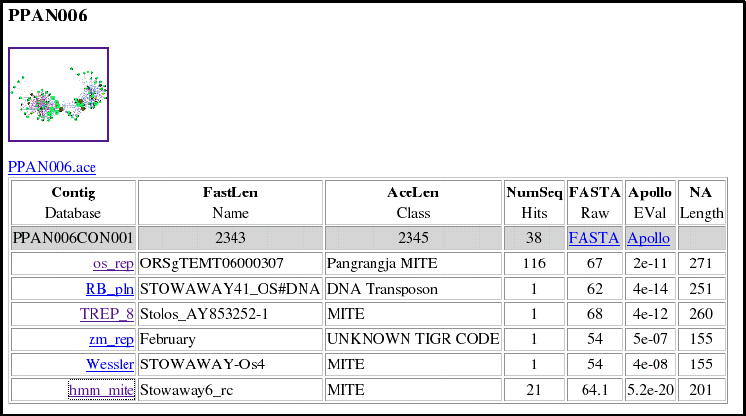 PPAN006
PPAN006.ace
Contig FastLen AceLen NumSeq FASTA Apollo NA
Database Name Class Hits Raw EVal Length
PPAN006CON001 2343 2345 38 FASTA Apollo
os_rep ORSgTEMT06000307 Pangrangja MITE 116 67 2e-11 271
RB_pln STOWAWAY41_OS#DNA DNA Transposon 1 62 4e-14 251
TREP_8 Stolos_AY853252-1 MITE 1 68 4e-12 260
zm_rep February UNKNOWN TIGR CODE 1 54 5e-07 155
Wessler STOWAWAY-Os4 MITE 1 54 4e-08 155
hmm_mite Stowaway6_rc MITE 21 64.1 5.2e-20 201